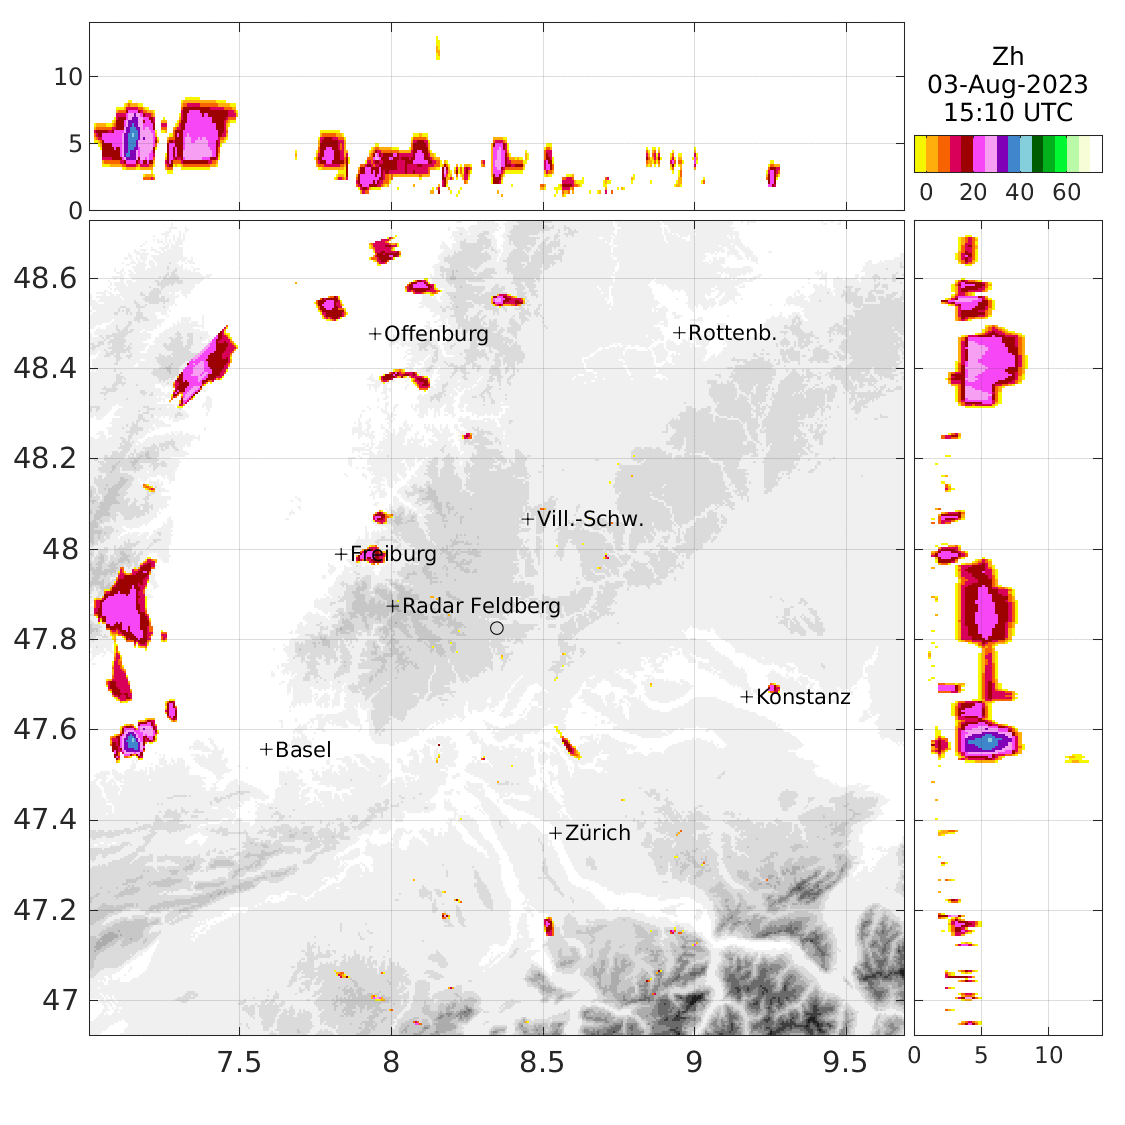 10
5
0
Zh
03-Aug-2023
15:10 UTC
0 20 40 60
48.6
48.4
48.2
48
47.8
47.6
47.4
47.2
47
+Offenburg
+Rottenb.
+Vill.-Schw.
+Freiburg
+Radar Feldberg
+Konstanz
+Basel
+Zürich
7.5 8 8.5 9 9.5
0 5 10